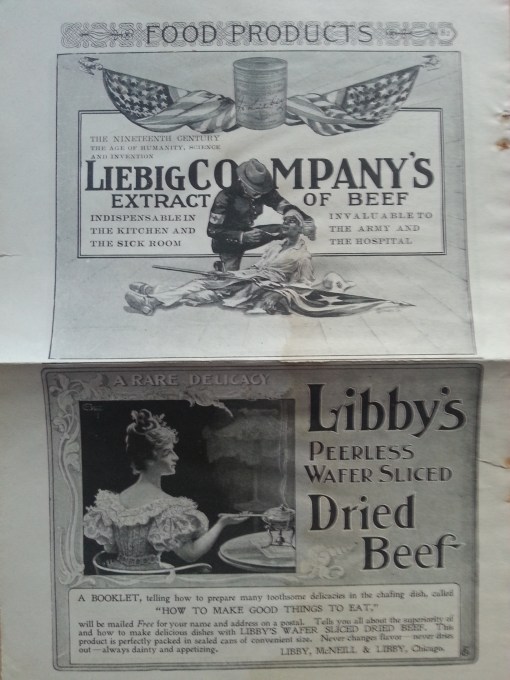 FOOD PRODUCTS
THE NINETEENTH CENTURY
THE AGE OF HUMANITY, SCIENCE
AND INVENTION
LIEBIG COMPANY'S
EXTRACT OF BEEF
INDISPENSABLE IN
THE KITCHEN AND
THE SICK ROOM
INVALUABLE TO
THE ARMY AND
THE HOSPITAL
A RARE DELICACY
Libby's
PEERLESS
WAFER SLICED
Dried
Beef
A BOOKLET, telling how to prepare many toothsome delicacies in the chafing dish, called
"HOW TO MAKE GOOD THINGS TO EAT,"
will be mailed Free for your name and address on a postal. Tells you all about the superiority of
and how to make delicious dishes with LIBBY'S WAFER SLICED DRIED BEEF. This
product is perfectly packed in sealed cans of convenient size. Never changes flavor—never dries
out—always dainty and appetizing. LIBBY, McNEILL & LIBBY, Chicago.